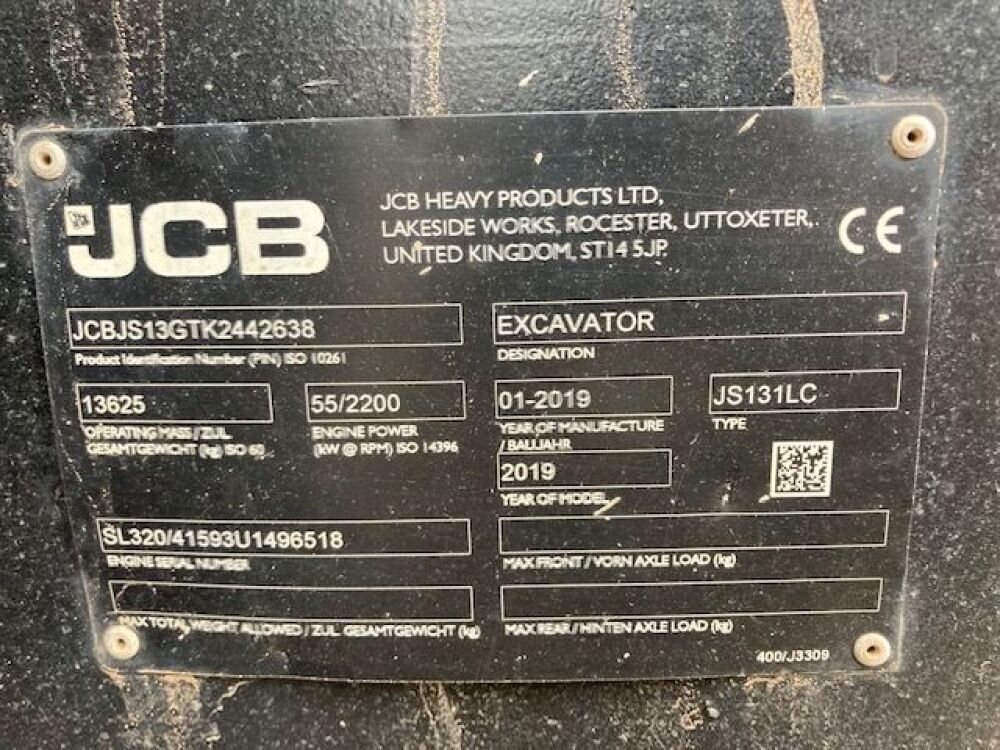 JCB
JCB HEAVY PRODUCTS LTD,
LAKESIDE WORKS, ROCESTER, UTTOXETER,
UNITED KINGDOM, ST14 5JP.
CE
JCBJS13GTK2442638
Product Identification Number (PIN) ISO 10261
EXCAVATOR
DESIGNATION
13625
OPERATING MASS / ZUL.
GESAMTGEWICHT (kg) ISO 60
55/2200
ENGINE POWER
(kW @ RPM) ISO 14396
01-2019
YEAR OF MANUFACTURE
/ BAUJAHR
JS131LC
TYPE
2019
YEAR OF MODEL
SL320/41593U1496518
ENGINE SERIAL NUMBER
MAX FRONT / VORN AXLE LOAD (kg)
MAX TOTAL WEIGHT ALLOWED / ZUL. GESAMTGEWICHT (kg)
MAX REAR / HINTEN AXLE LOAD (kg)
400/J3309